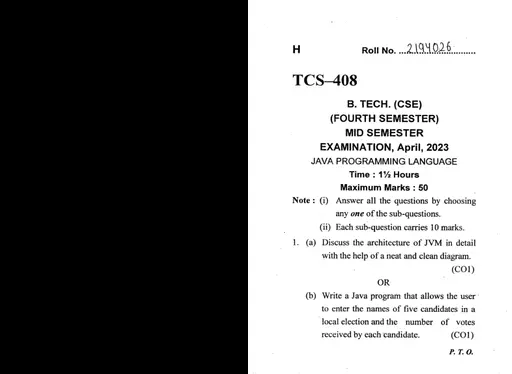 H Roll No. 2194026
TCS–408
B. TECH. (CSE)
(FOURTH SEMESTER)
MID SEMESTER
EXAMINATION, April, 2023
JAVA PROGRAMMING LANGUAGE
Time : 1½ Hours
Maximum Marks : 50
Note : (i) Answer all the questions by choosing
any one of the sub-questions.
(ii) Each sub-question carries 10 marks.
1. (a) Discuss the architecture of JVM in detail
with the help of a neat and clean diagram.
(CO1)
OR
(b) Write a Java program that allows the user
to enter the names of five candidates in a
local election and the number of votes
received by each candidate. (CO1)
P. T. O.